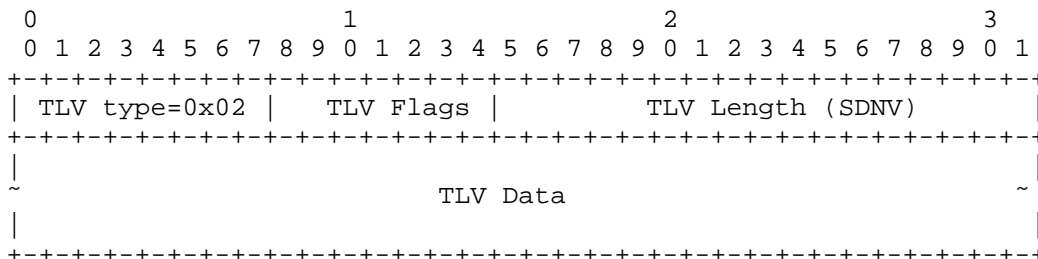 0                   1                   2                   3
 0 1 2 3 4 5 6 7 8 9 0 1 2 3 4 5 6 7 8 9 0 1 2 3 4 5 6 7 8 9 0 1
+-+-+-+-+-+-+-+-+-+-+-+-+-+-+-+-+-+-+-+-+-+-+-+-+-+-+-+-+-+-+-+-+
| TLV type=0x02 |   TLV Flags |         TLV Length (SDNV)       |
+-+-+-+-+-+-+-+-+-+-+-+-+-+-+-+-+-+-+-+-+-+-+-+-+-+-+-+-+-+-+-+-+
|                                                               |
~                          TLV Data                            ~
|                                                               |
+-+-+-+-+-+-+-+-+-+-+-+-+-+-+-+-+-+-+-+-+-+-+-+-+-+-+-+-+-+-+-+-+